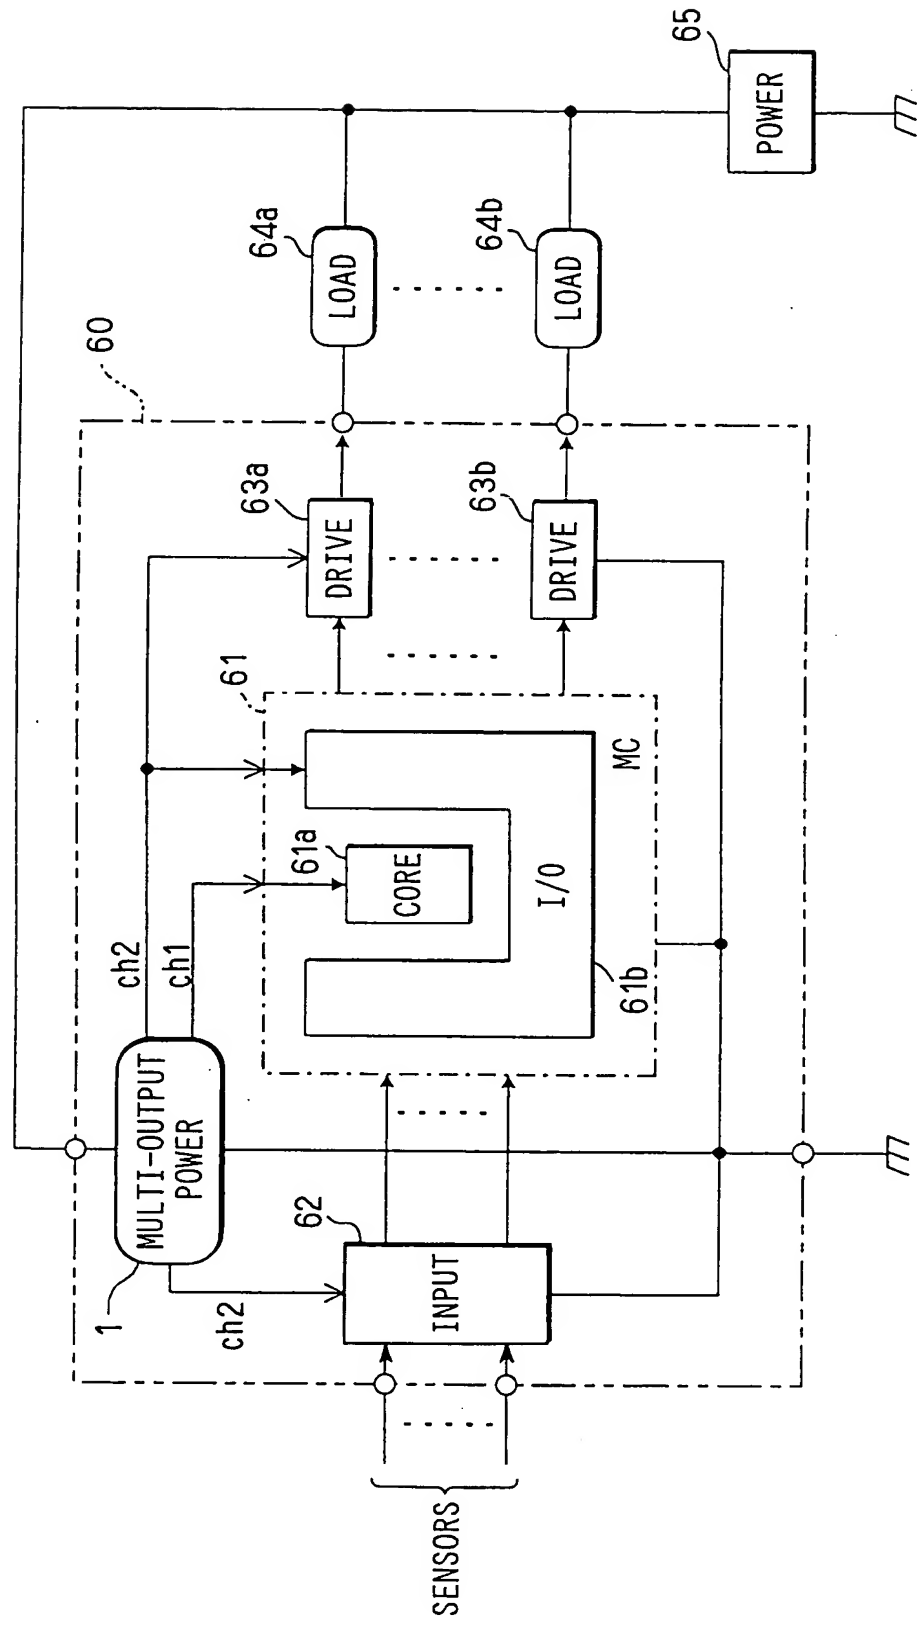 1
MULTI-OUTPUT
POWER
ch2
ch1
ch2
60
SENSORS
62
INPUT
61
61a
CORE
I/O
61b
MC
63a
DRIVE
63b
DRIVE
64a
LOAD
64b
LOAD
65
POWER